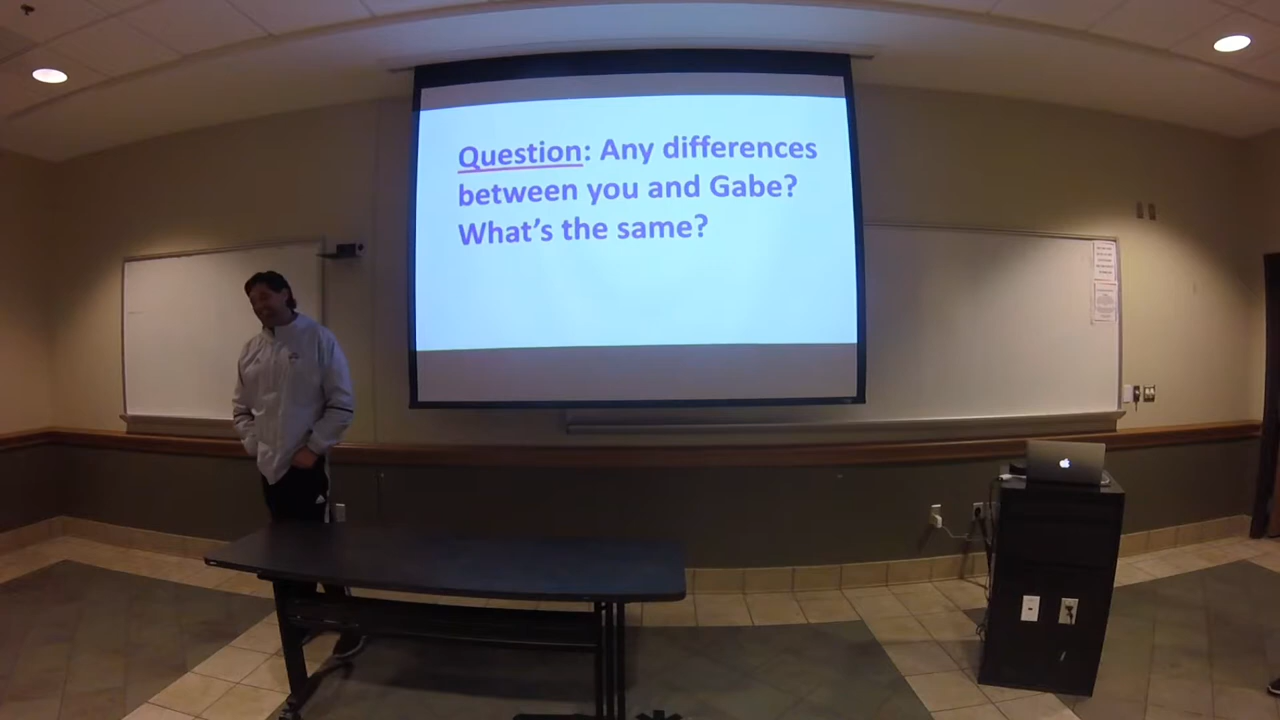 Question: Any differences
between you and Gabe?
What's the same?